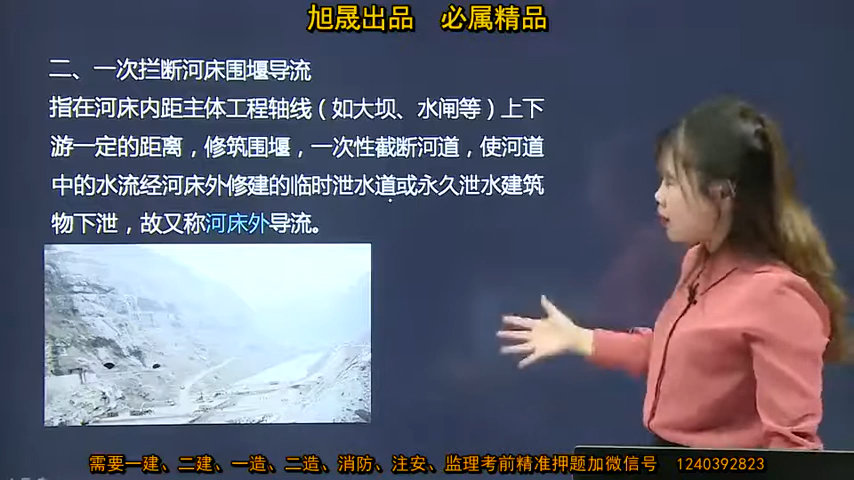 旭晟出品 必属精品
二、一次拦断河床围堰导流
指在河床内距主体工程轴线（如大坝、水闸等）上下
游一定的距离，修筑围堰，一次性截断河道，使河道
中的水流经河床外修建的临时泄水道或永久泄水建筑
物下泄，故又称河床外导流。
需要一建、二建、一造、二造、消防、注安、监理考前精准押题加微信号 1240392823